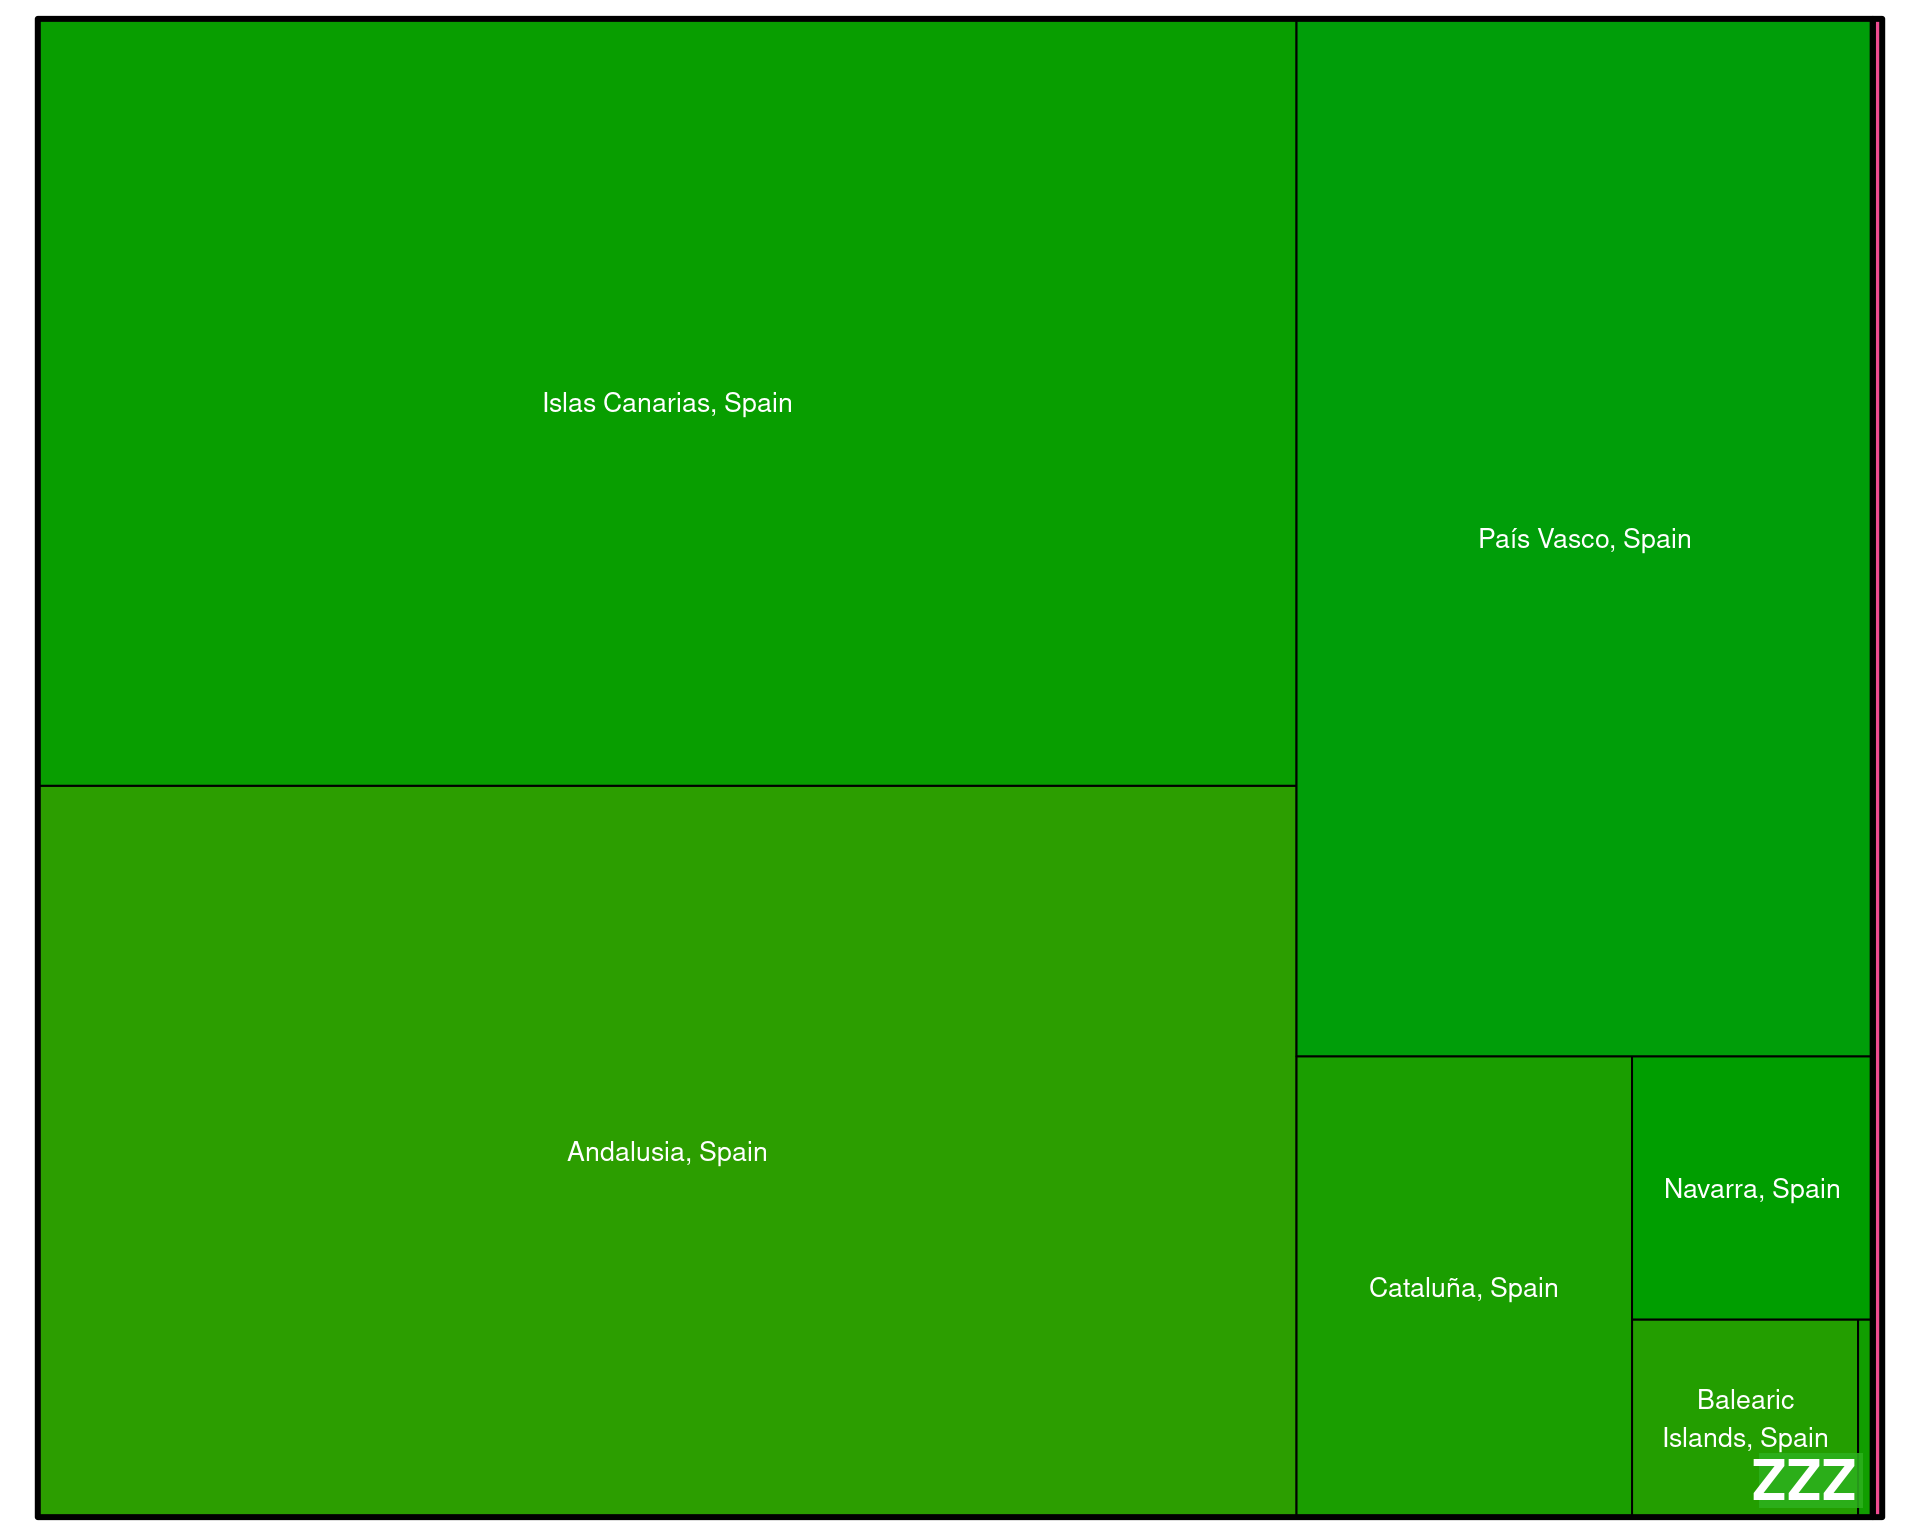 Islas Canarias, Spain
País Vasco, Spain
Andalusia, Spain
Navarra, Spain
Cataluña, Spain
Balearic
Islands, Spain
ZZZ